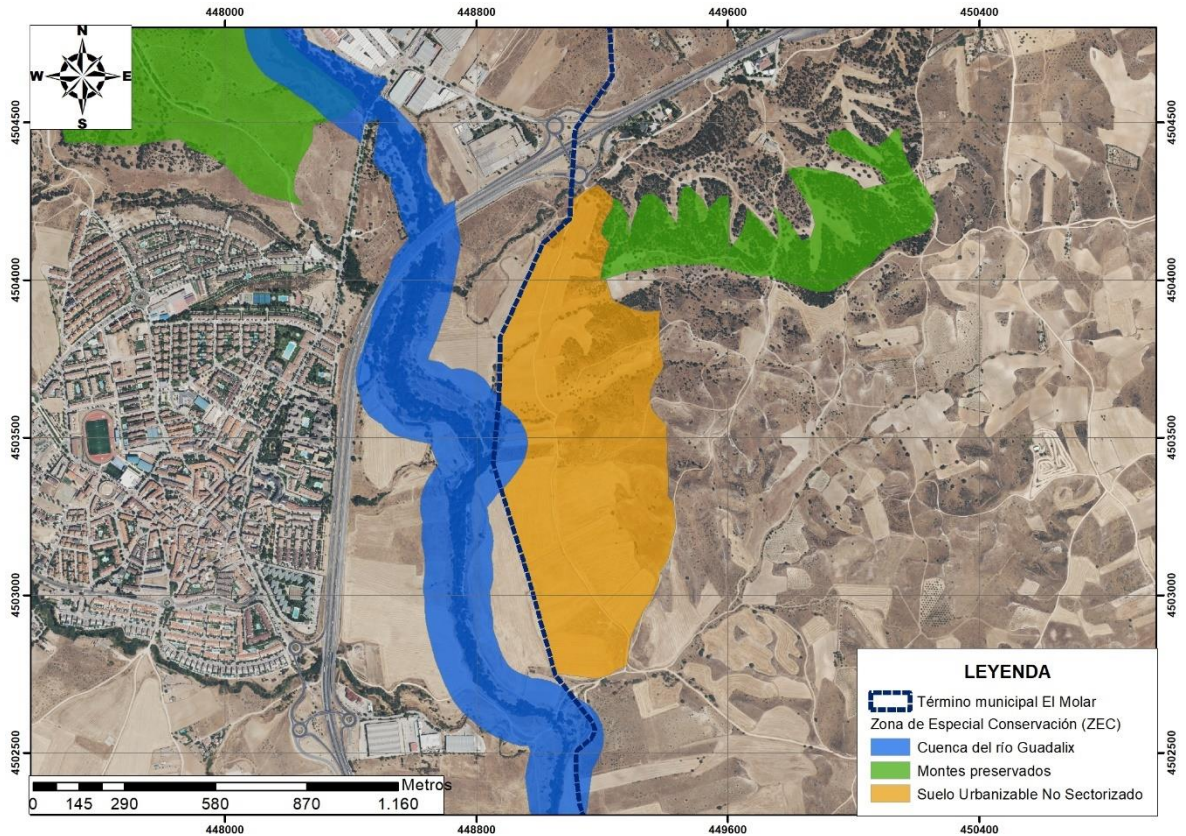 448000 448800 449600 450400
N
W E
S
4504500 4504500
4504000 4504000
4503500 4503500
4503000 4503000
4502500 4502500
LEYENDA
Término municipal El Molar
Zona de Especial Conservación (ZEC)
Cuenca del río Guadalix
Montes preservados
Suelo Urbanizable No Sectorizado
Metros
0 145 290 580 870 1.160
448000 448800 449600 450400